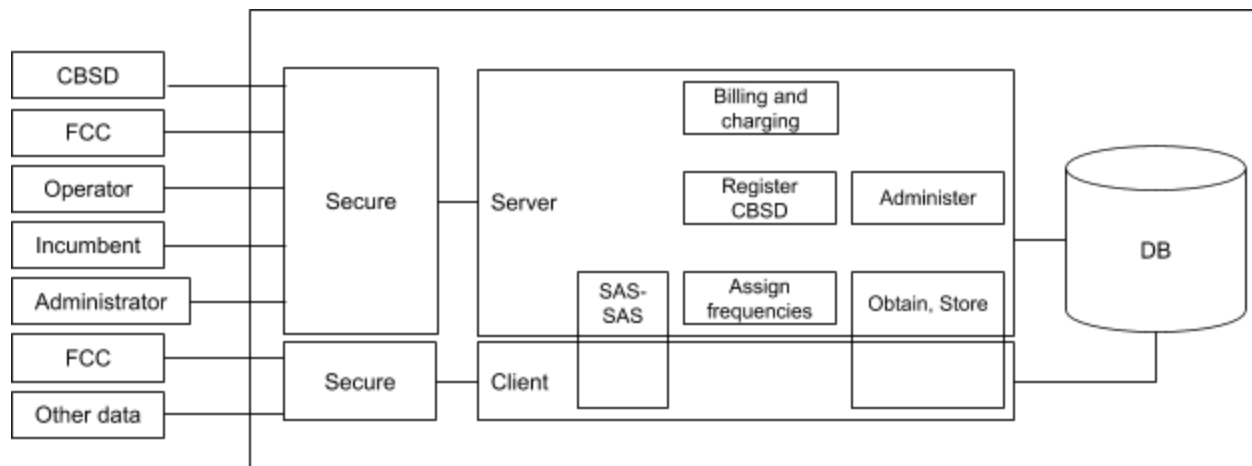 CBSD
FCC
Operator
Incumbent
Administrator
FCC
Other data
Secure
Secure
Server
Client
Billing and
charging
Register
CBSD
Administer
SAS-
SAS
Assign
frequencies
Obtain, Store
DB